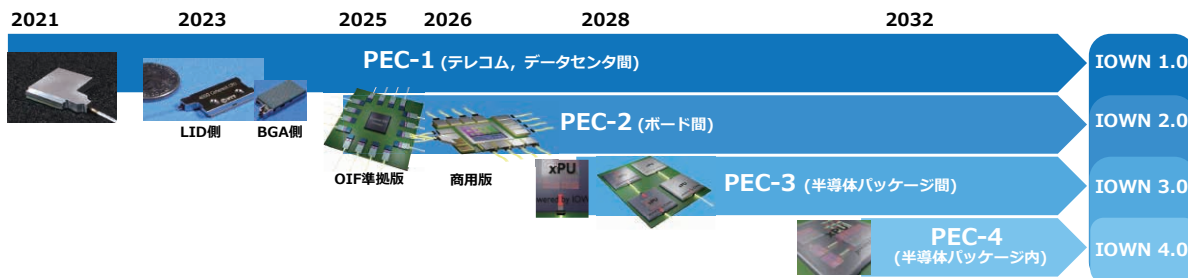 2021 2023 2025 2026 2028 2032
PEC-1 (テレコム，データセンタ間) IOWN 1.0
LID側 BGA側
PEC-2 (ボード間) IOWN 2.0
OIF準拠版 商用版
xPU
PEC-3 (半導体パッケージ間) IOWN 3.0
PEC-4
(半導体パッケージ内) IOWN 4.0